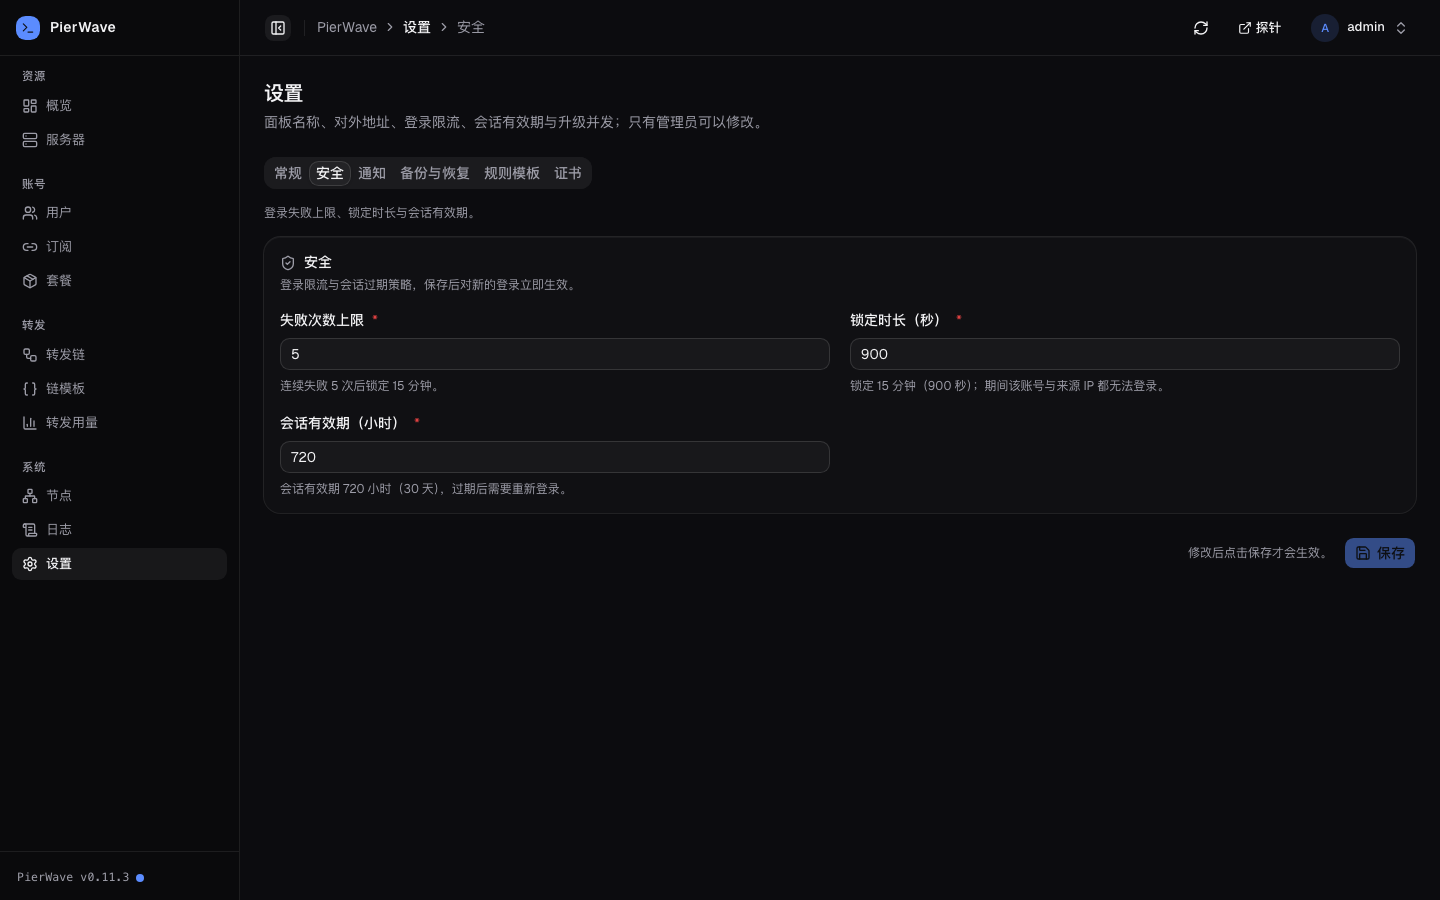 PierWave
PierWave > 设置 > 安全
探针
A
admin
资源
概览
服务器
账号
用户
订阅
套餐
转发
转发链
链模板
转发用量
系统
节点
日志
设置
PierWave v0.11.3
设置
面板名称、对外地址、登录限流、会话有效期与升级并发；只有管理员可以修改。
常规 安全 通知 备份与恢复 规则模板 证书
登录失败上限、锁定时长与会话有效期。
安全
登录限流与会话过期策略，保存后对新的登录立即生效。
失败次数上限 *
5
连续失败 5 次后锁定 15 分钟。
锁定时长（秒） *
900
锁定 15 分钟（900 秒）；期间该账号与来源 IP 都无法登录。
会话有效期（小时） *
720
会话有效期 720 小时（30 天），过期后需要重新登录。
修改后点击保存才会生效。
保存